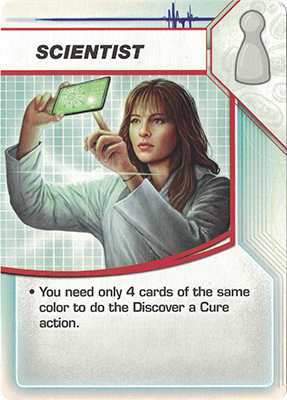 SCIENTIST
• You need only 4 cards of the same
color to do the Discover a Cure
action.